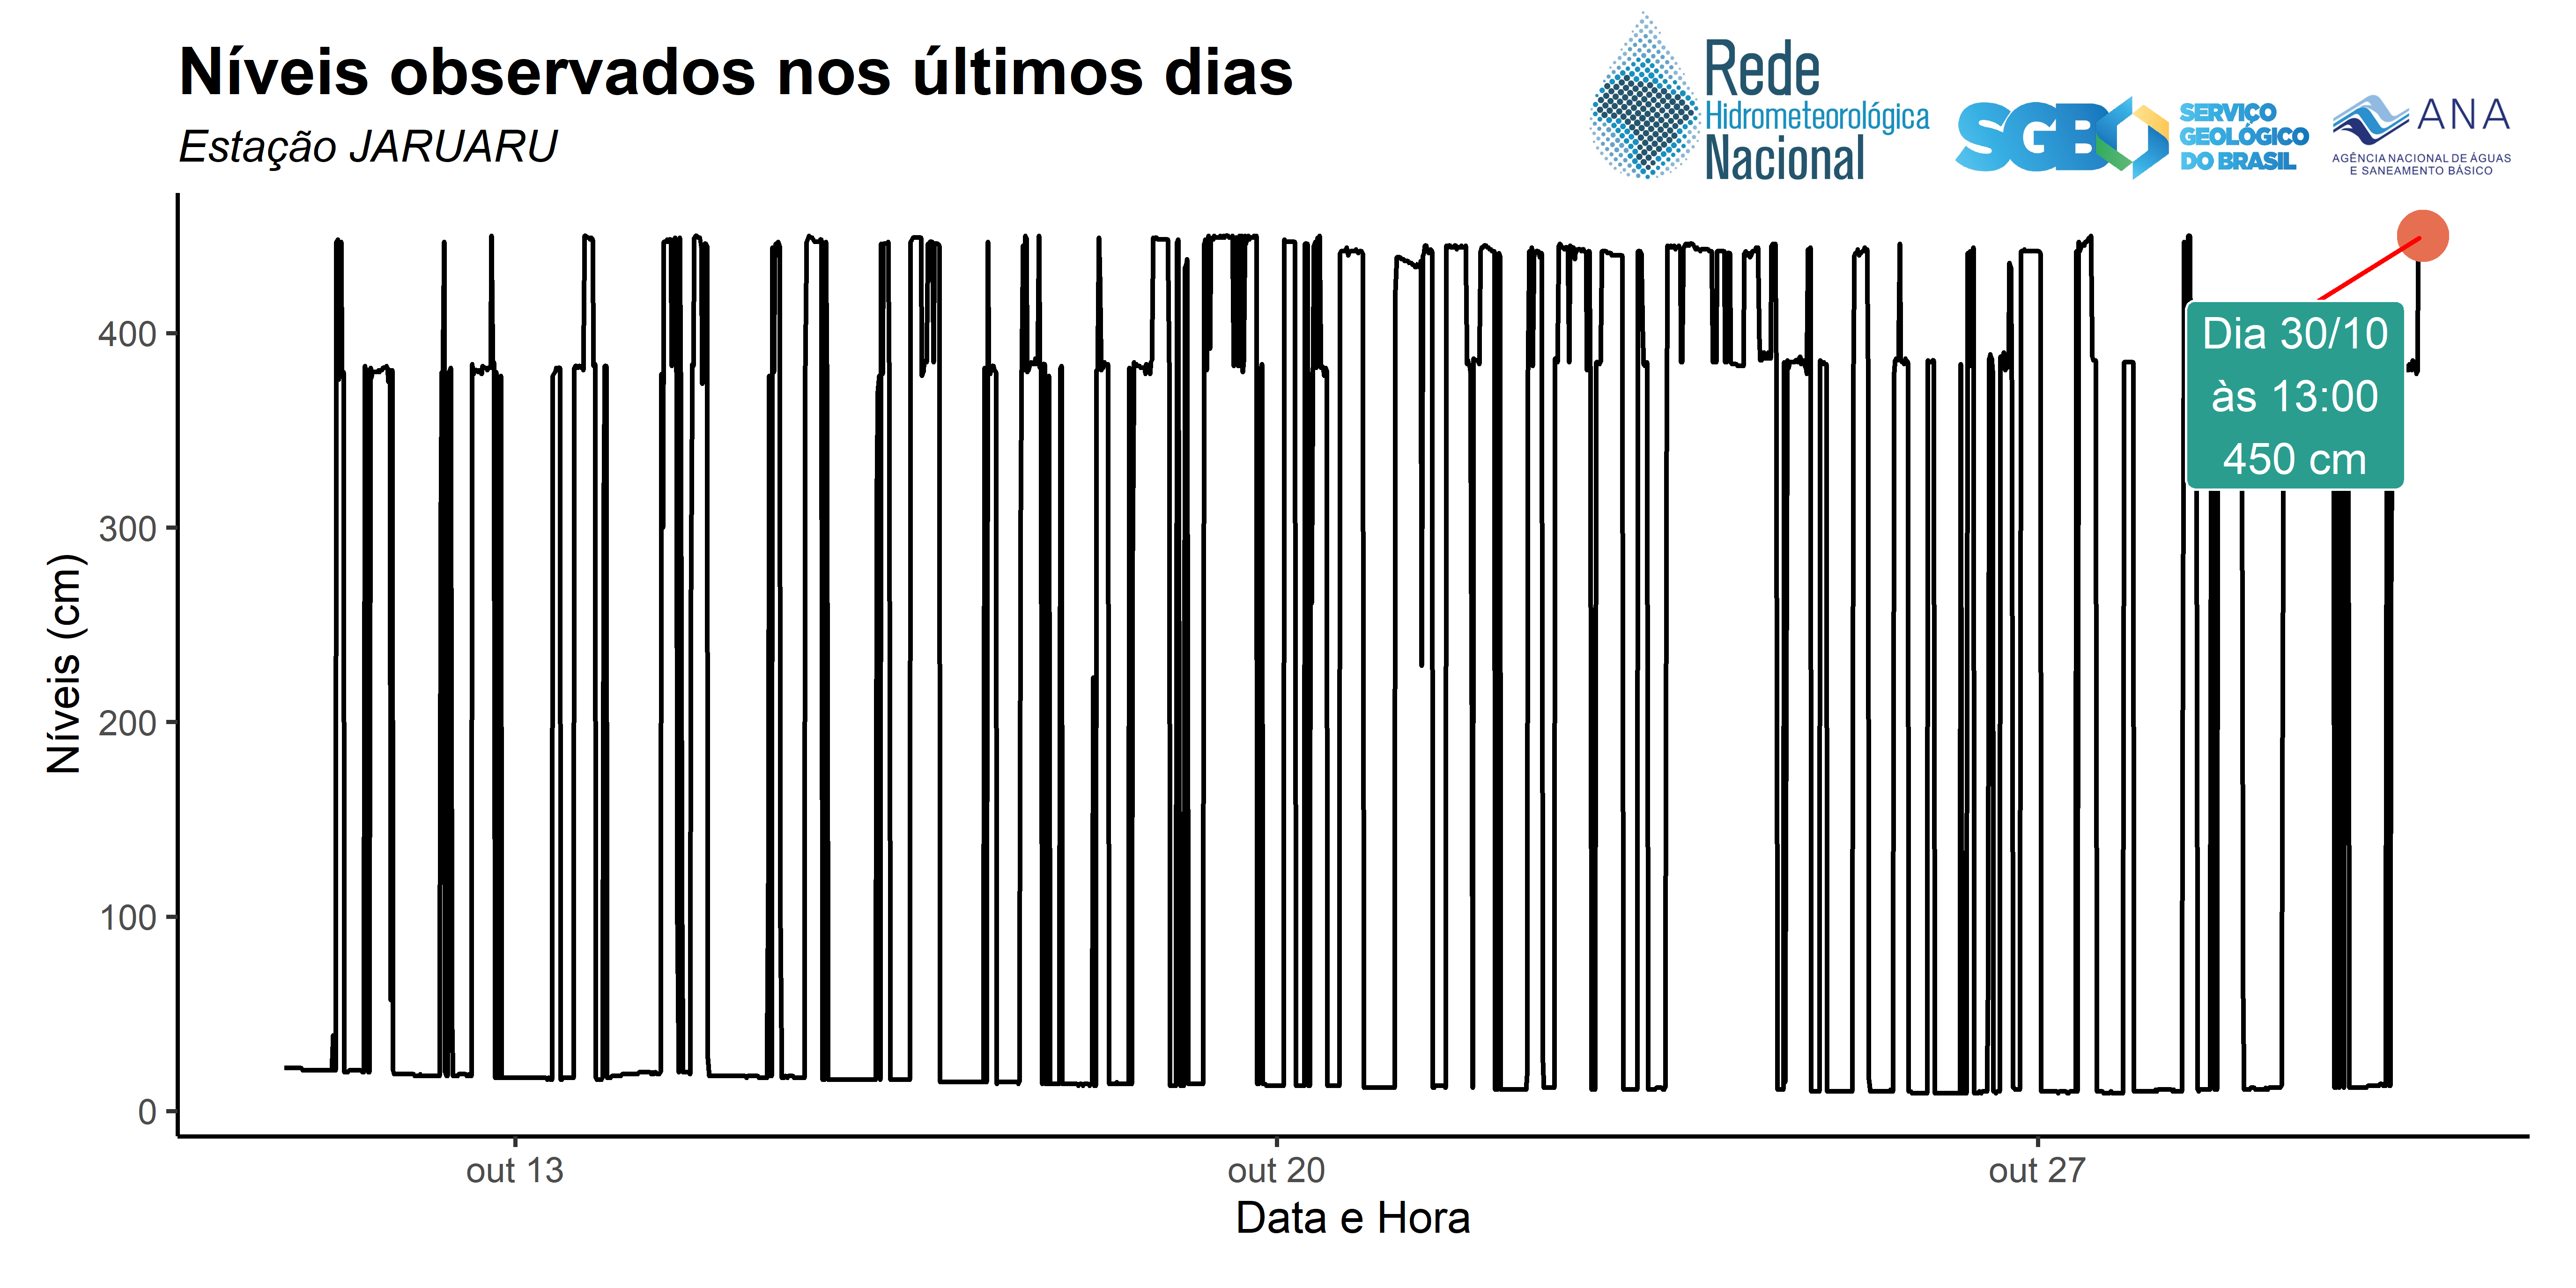 Níveis observados nos últimos dias
Estação JARUARU
Rede
Hidrometeorológica
Nacional
SGB
SERVIÇO
GEOLÓGICO
DO BRASIL
ANA
AGÊNCIA NACIONAL DE ÁGUAS
E SANEAMENTO BÁSICO
Níveis (cm)
400
300
200
100
0
Dia 30/10
às 13:00
450 cm
out 13
out 20
out 27
Data e Hora